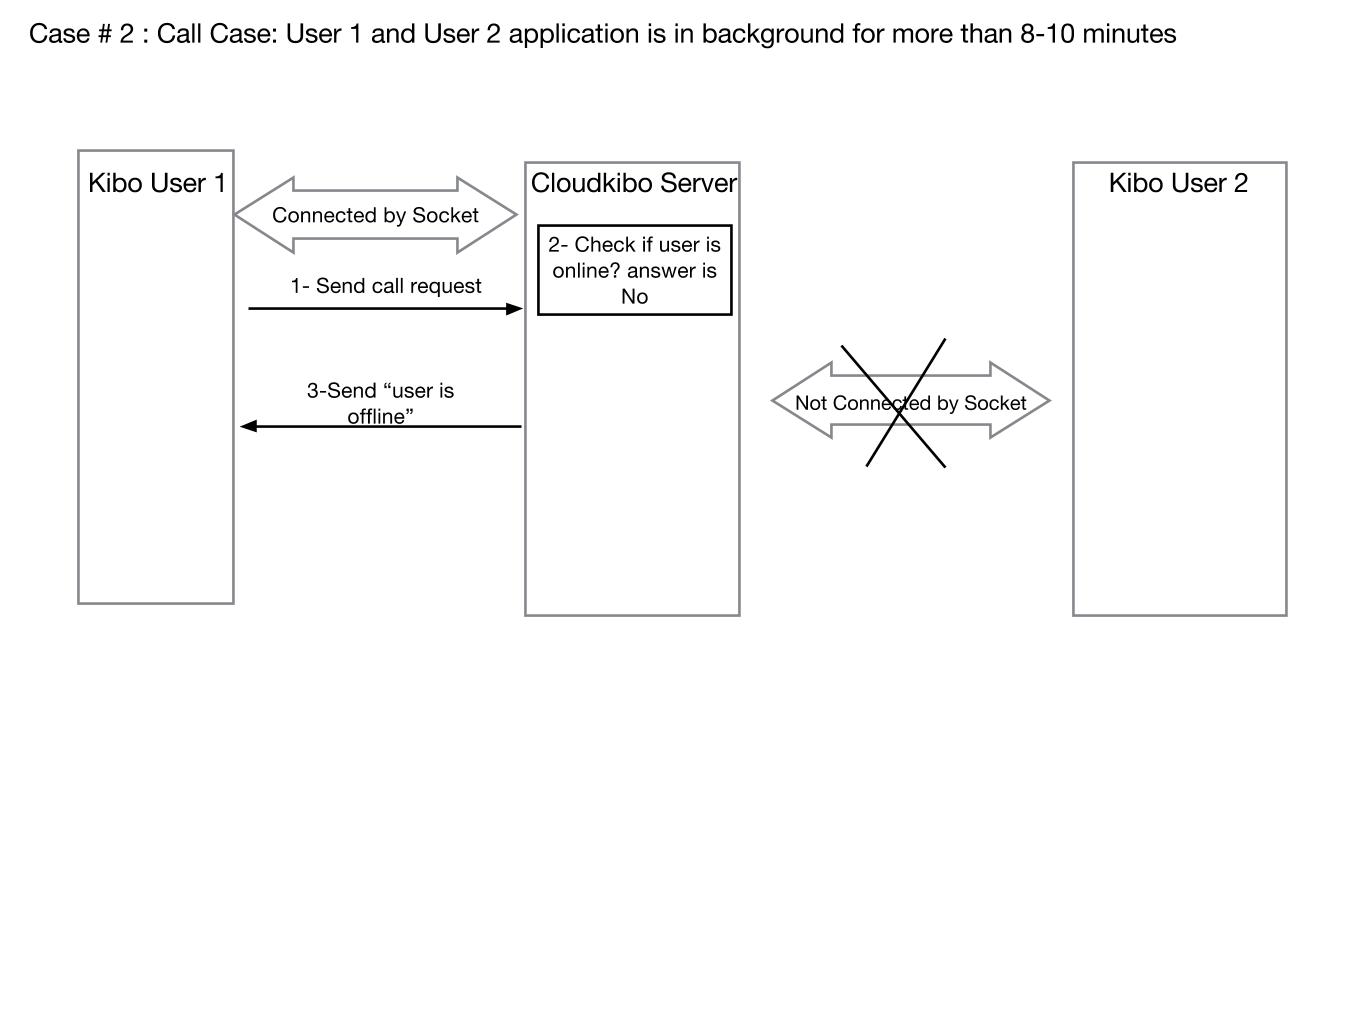 Case # 2 : Call Case: User 1 and User 2 application is in background for more than 8-10 minutes
Kibo User 1
Connected by Socket
1- Send call request
3-Send “user is
offline”
Cloudkibo Server
2- Check if user is
online? answer is
No
Not Connected by Socket
Kibo User 2